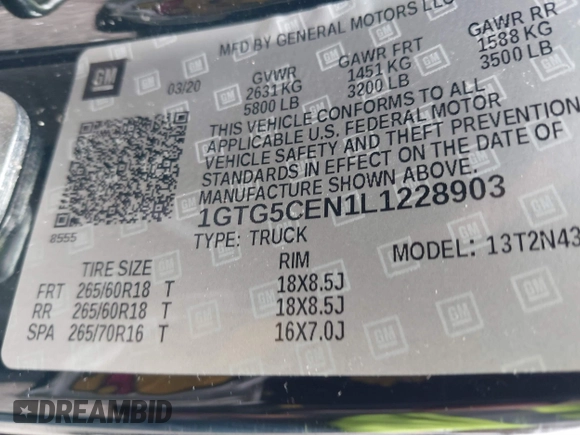 MFD BY GENERAL MOTORS LLC
GM 03/20 GVWR GAWR FRT GAWR RR
2631 KG 1451 KG 1588 KG
5800 LB 3200 LB 3500 LB
THIS VEHICLE CONFORMS TO ALL
APPLICABLE U.S. FEDERAL MOTOR
VEHICLE SAFETY AND THEFT PREVENTION
STANDARDS IN EFFECT ON THE DATE OF
MANUFACTURE SHOWN ABOVE.
1GTG5CEN1L1228903
8555 TYPE: TRUCK MODEL: 13T2N43
TIRE SIZE RIM
FRT 265/60R18 T 18X8.5J
RR 265/60R18 T 18X8.5J
SPA 265/70R16 T 16X7.0J
DREAMBID